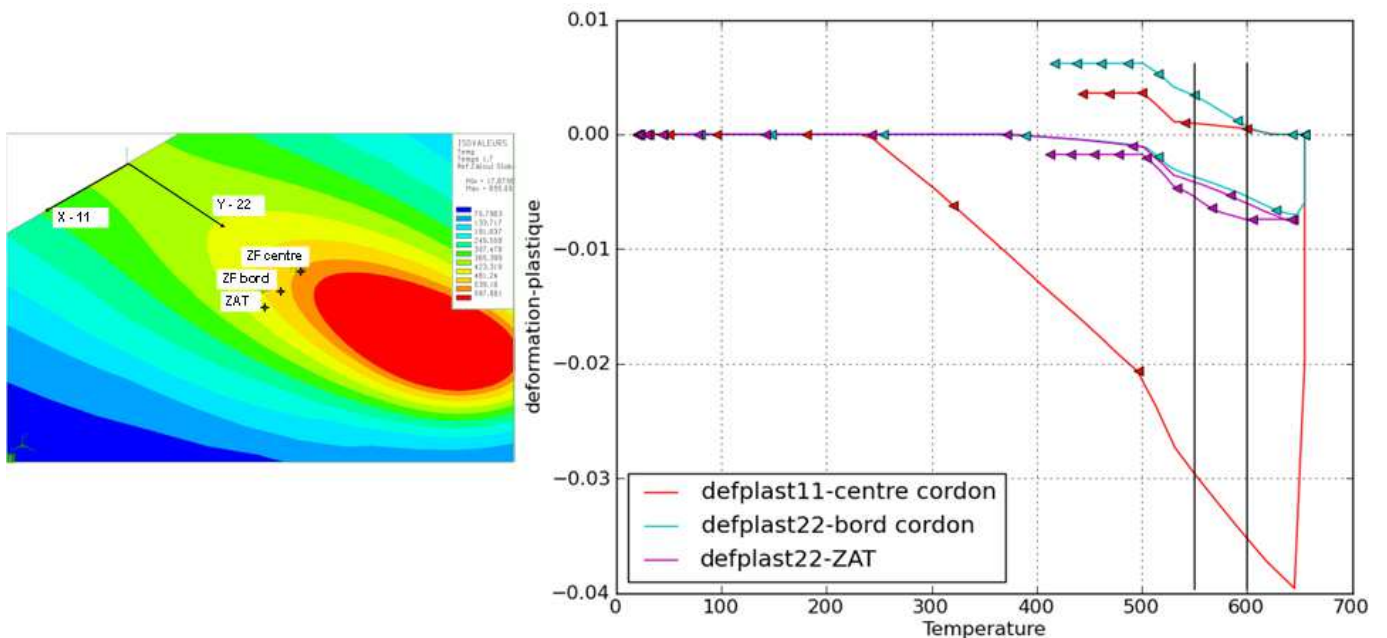 X - 11
Y - 22
ZF centre
ZF bord
ZAT
ISOVALEURS
deformation-plastique
0.01
0.00
−0.01
−0.02
−0.03
−0.04
defplast11-centre cordon
defplast22-bord cordon
defplast22-ZAT
0
100
200
300
400
500
600
700
Temperature